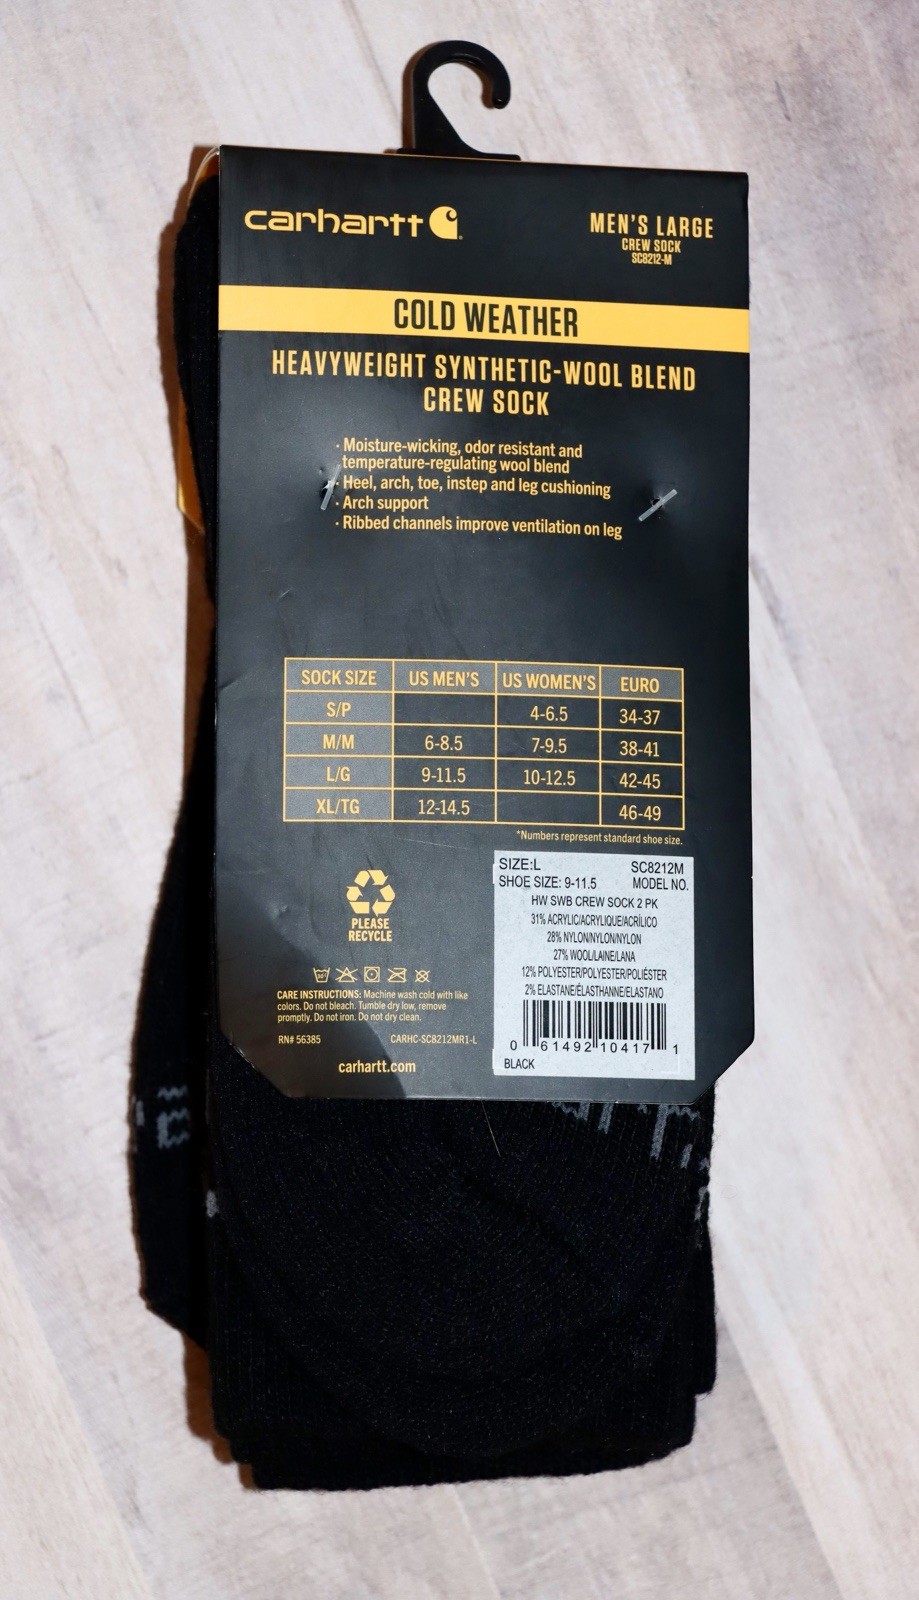 carhartt
MEN'S LARGE
CREW SOCK
SC8212-M
COLD WEATHER
HEAVYWEIGHT SYNTHETIC-WOOL BLEND
CREW SOCK
· Moisture-wicking, odor resistant and
temperature-regulating wool blend
· Heel, arch, toe, instep and leg cushioning
· Arch support
· Ribbed channels improve ventilation on leg
SOCK SIZE US MEN'S US WOMEN'S EURO
S/P 4-6.5 34-37
M/M 6-8.5 7-9.5 38-41
L/G 9-11.5 10-12.5 42-45
XL/TG 12-14.5 46-49
*Numbers represent standard shoe size.
PLEASE
RECYCLE
CARE INSTRUCTIONS: Machine wash cold with like
colors. Do not bleach. Tumble dry low, remove
promptly. Do not iron. Do not dry clean.
RN# 56385 CARHC-SC8212MR1-L
carhartt.com
SIZE:L SC8212M
SHOE SIZE: 9-11.5 MODEL NO.
HW SWB CREW SOCK 2 PK
31% ACRYLIC/ACRYLIQUE/ACRÍLICO
28% NYLON/NYLON/NYLON
27% WOOL/LAINE/LANA
12% POLYESTER/POLYESTER/POLIÉSTER
2% ELASTANE/ÉLASTHANNE/ELASTANO
0 61492 10417 1
BLACK